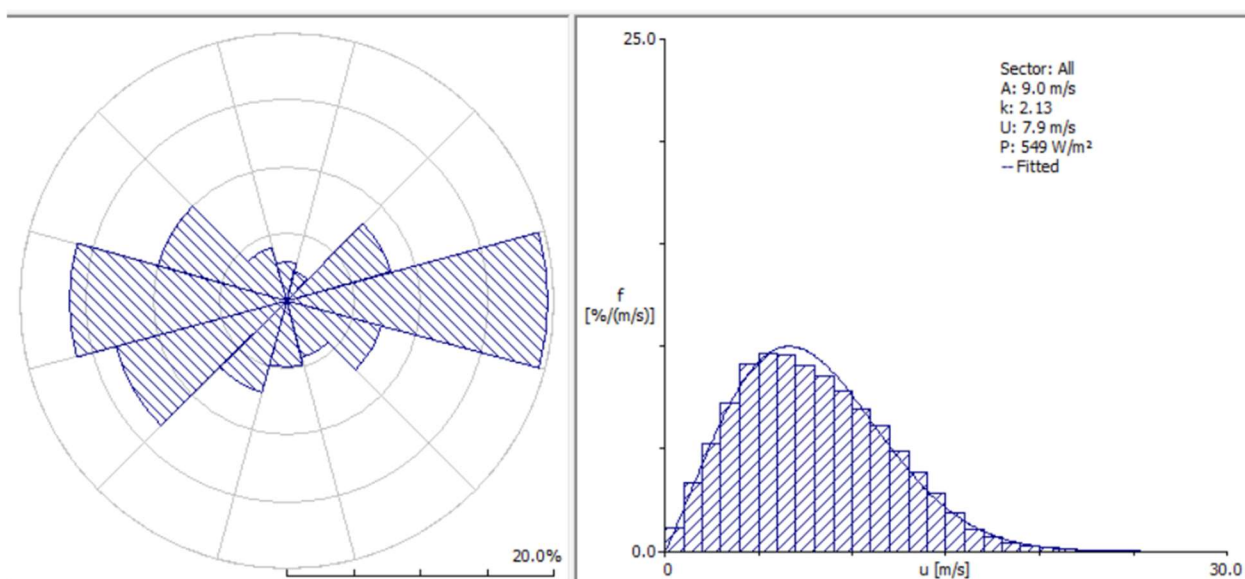 20.0%
25.0
f
[%/(m/s)]
0.0
0
u [m/s]
30.0
Sector: All
A: 9.0 m/s
k: 2.13
U: 7.9 m/s
P: 549 W/m²
-- Fitted